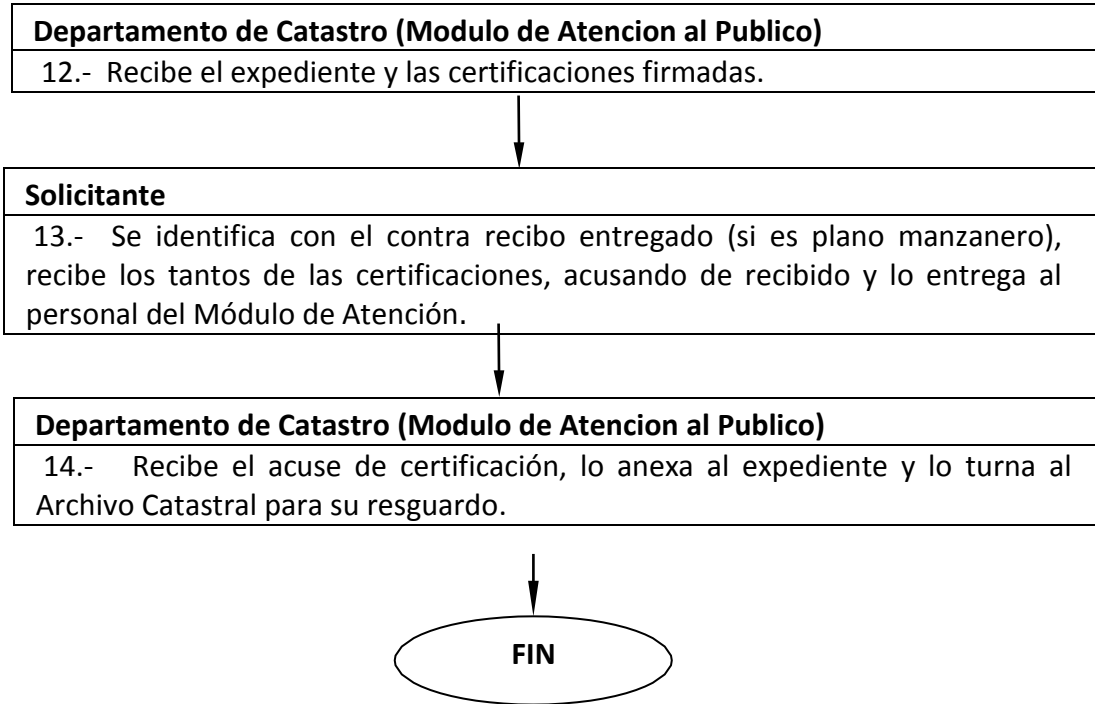 Departamento de Catastro (Modulo de Atencion al Publico)
12.- Recibe el expediente y las certificaciones firmadas.
Solicitante
13.- Se identifica con el contra recibo entregado (si es plano manzanero),
recibe los tantos de las certificaciones, acusando de recibido y lo entrega al
personal del Módulo de Atención.
Departamento de Catastro (Modulo de Atencion al Publico)
14.- Recibe el acuse de certificación, lo anexa al expediente y lo turna al
Archivo Catastral para su resguardo.
FIN